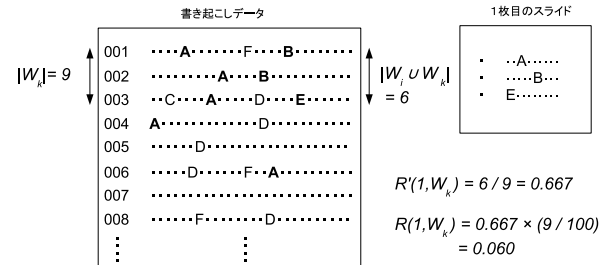 書き起こしデータ
1枚目のスライド
|Wk|= 9
001 ·····A········F·····B·········
002 ···········A·····B·············
003 ··C·····A······D·····E·······
004 A···············D·············
005 ·······D······················
006 ······D·······F···A···········
007 ······························
008 ·······F·········D············
|Wi ∪ Wk|
= 6
· ··A······
· ·····B···
· E········
R'(1,Wk) = 6 / 9 = 0.667
R(1,Wk) = 0.667 × (9 / 100)
= 0.060